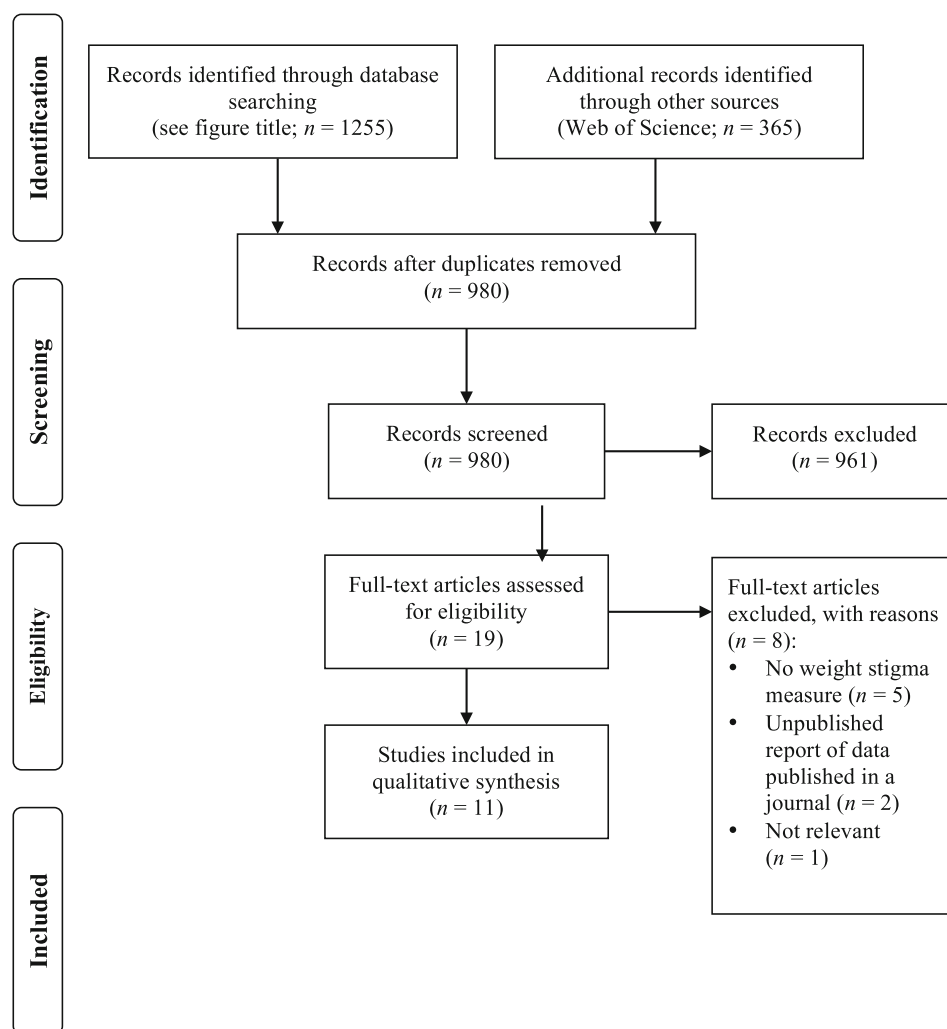 Identification
Records identified through database
searching
(see figure title; n = 1255)
Additional records identified
through other sources
(Web of Science; n = 365)
Records after duplicates removed
(n = 980)
Screening
Records screened
(n = 980)
Records excluded
(n = 961)
Eligibility
Full-text articles assessed
for eligibility
(n = 19)
Full-text articles
excluded, with reasons
(n = 8):
• No weight stigma
measure (n = 5)
• Unpublished
report of data
published in a
journal (n = 2)
• Not relevant
(n = 1)
Studies included in
qualitative synthesis
(n = 11)
Included